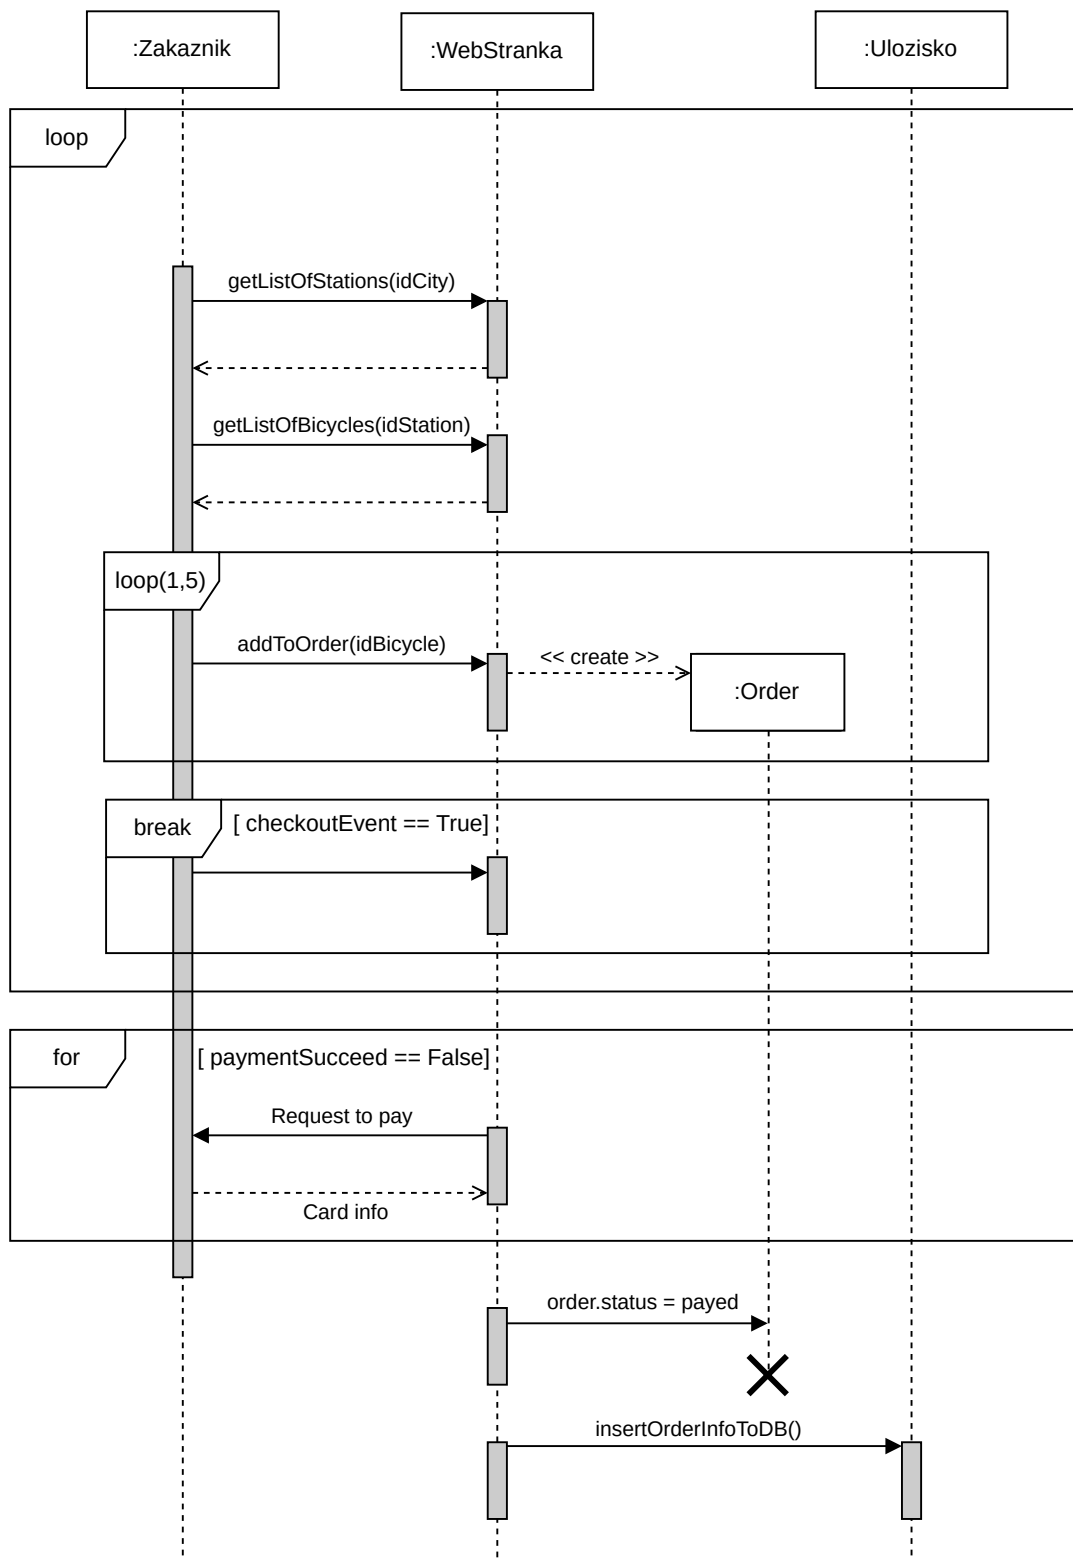 :Zakaznik
:WebStranka
:Ulozisko
loop
getListOfStations(idCity)
getListOfBicycles(idStation)
loop(1,5)
addToOrder(idBicycle)
<< create >>
:Order
break
[ checkoutEvent == True]
for
[ paymentSucceed == False]
Request to pay
Card info
order.status = payed
insertOrderInfoToDB()